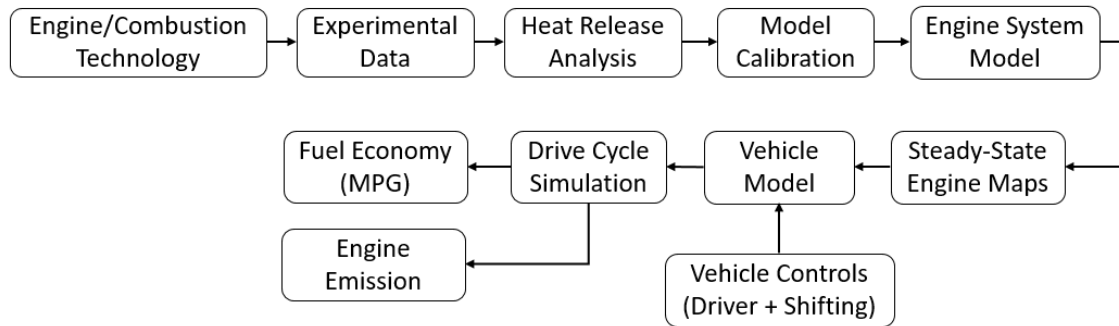 Engine/Combustion
Technology
Experimental
Data
Heat Release
Analysis
Model
Calibration
Engine System
Model
Fuel Economy
(MPG)
Drive Cycle
Simulation
Vehicle
Model
Steady-State
Engine Maps
Engine
Emission
Vehicle Controls
(Driver + Shifting)